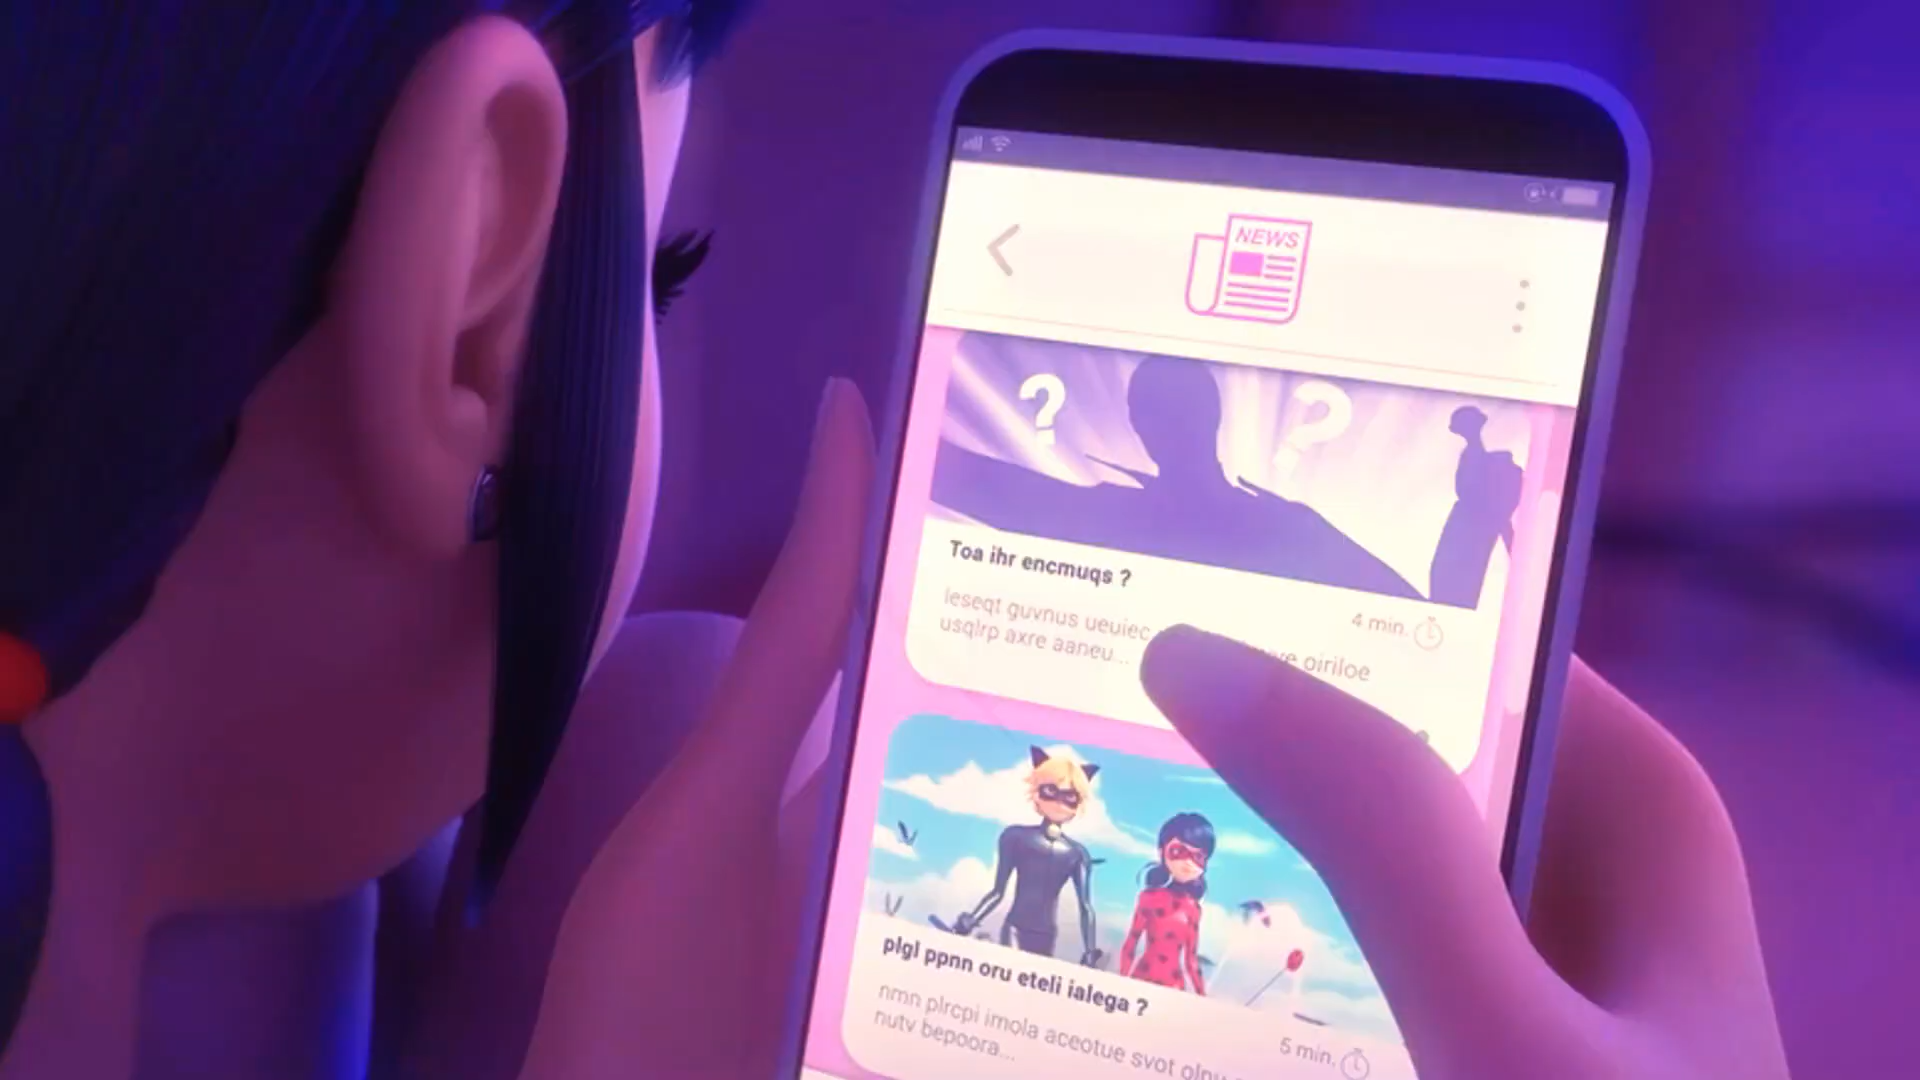 NEWS
? ?
Toa ihr encmuqs ?
4 min.
leseqt guvnus ueuiec oiriloe
usqlrp axre aaneu...
plgl ppnn oru eteli ialega ?
5 min.
nmn plrcpi imola aceotue svot
nutv bepoora...